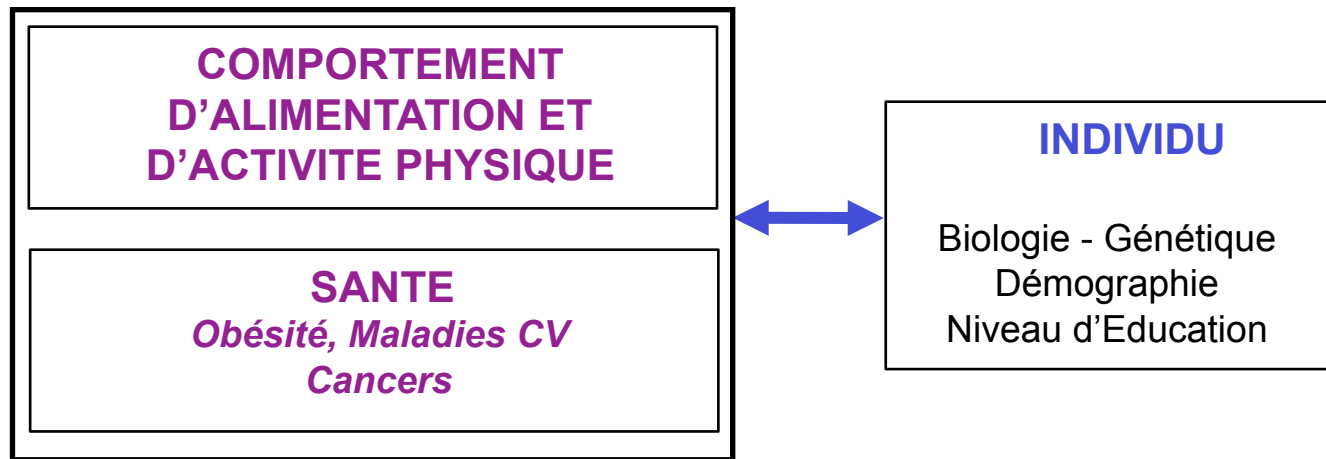 COMPORTEMENT
D’ALIMENTATION ET
D’ACTIVITE PHYSIQUE
SANTE
Obésité, Maladies CV
Cancers
INDIVIDU
Biologie - Génétique
Démographie
Niveau d’Education